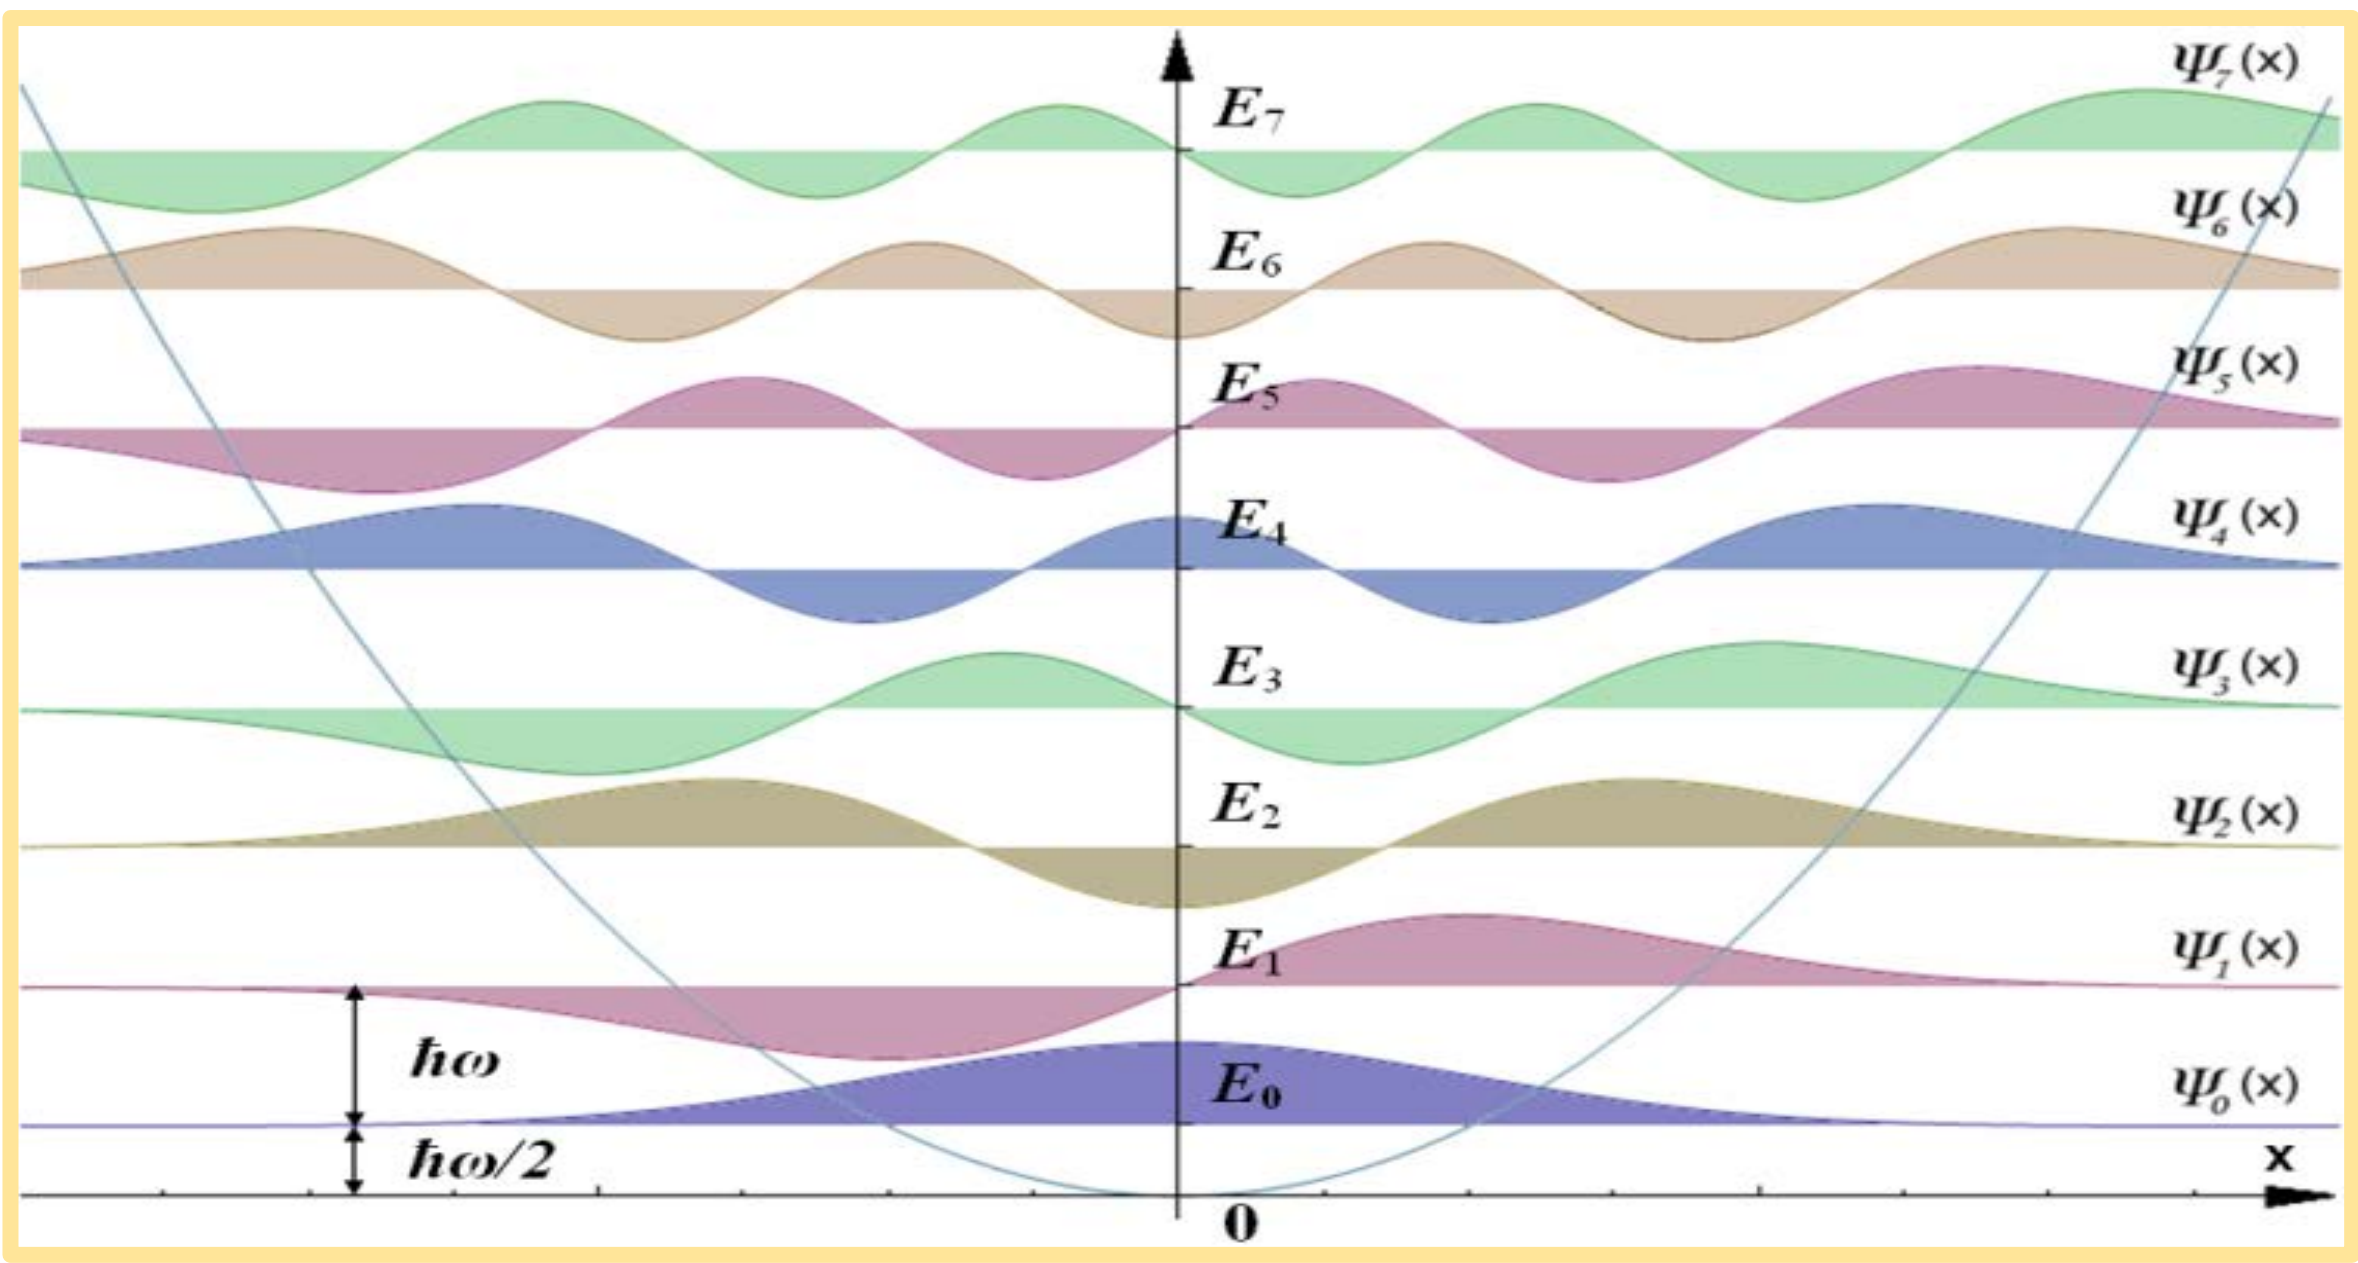 Ψ₇(x)
E₇
Ψ₆(x)
E₆
Ψ₅(x)
E₅
Ψ₄(x)
E₄
Ψ₃(x)
E₃
Ψ₂(x)
E₂
Ψ₁(x)
E₁
ħω
Ψ₀(x)
E₀
ħω/2
x
0